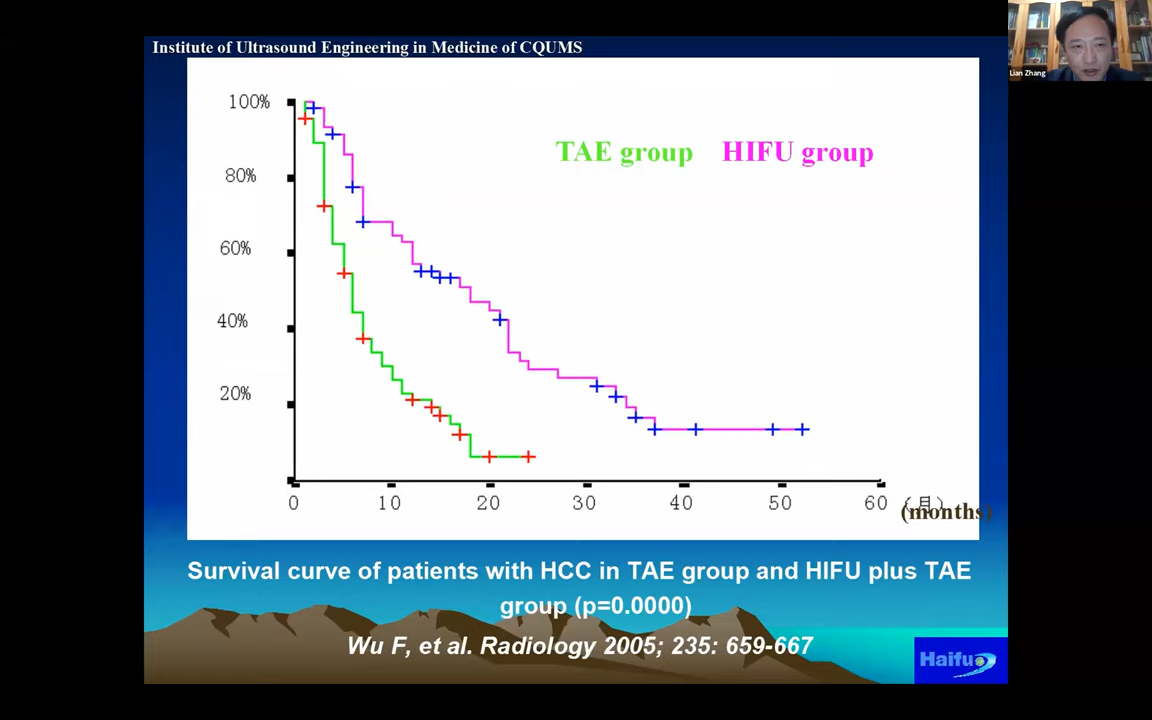 Institute of Ultrasound Engineering in Medicine of CQUMS
Lian Zhang
100%
TAE group HIFU group
80%
60%
40%
20%
0 10 20 30 40 50 60 (月)
(months)
Survival curve of patients with HCC in TAE group and HIFU plus TAE
group (p=0.0000)
Wu F, et al. Radiology 2005; 235: 659-667
Haifu